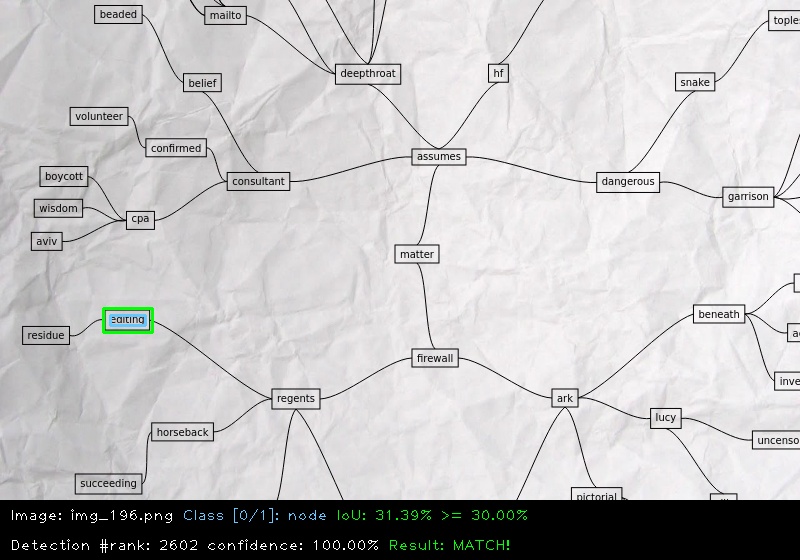 beaded
mailto
toples
deepthroat
hf
belief
snake
volunteer
confirmed
assumes
boycott
consultant
dangerous
garrison
wisdom
cpa
aviv
matter
editing
beneath
residue
firewall
inve
regents
ark
lucy
horseback
uncenso
succeeding
pictorial
Image: img_196.png Class [0/1]: node IoU: 31.39% >= 30.00%
Detection #rank: 2602 confidence: 100.00% Result: MATCH!